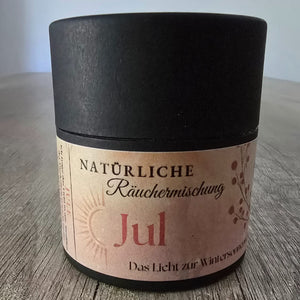 NATÜRLICHE
Räuchermischung
Jul
Das Licht zur